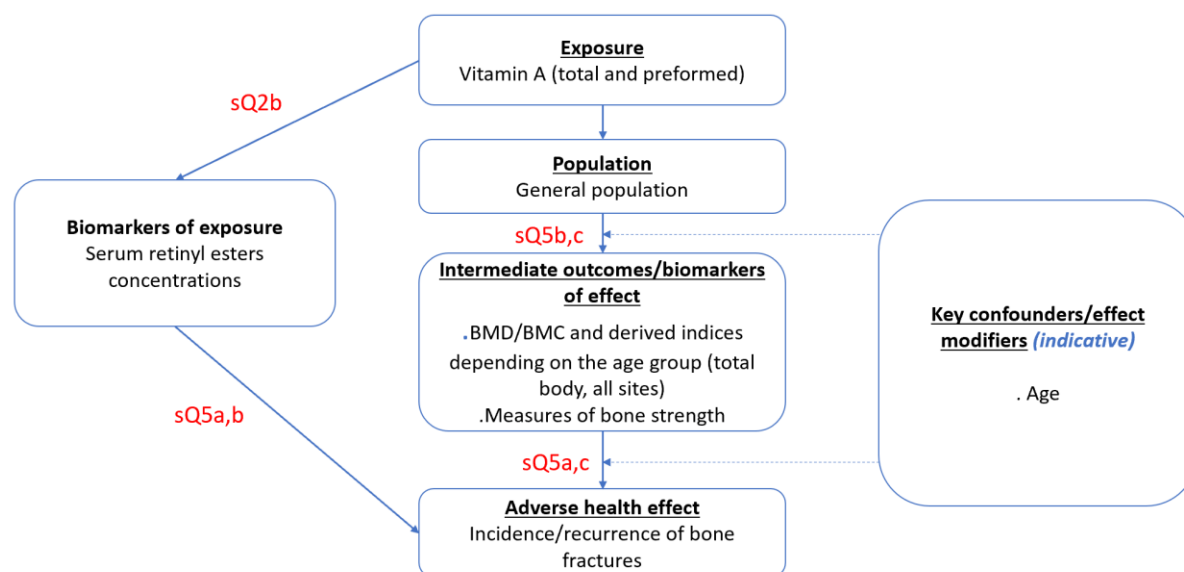 Exposure
Vitamin A (total and preformed)
sQ2b
Population
General population
Biomarkers of exposure
Serum retinyl esters
concentrations
sQ5b,c
Intermediate outcomes/biomarkers
of effect
.BMD/BMC and derived indices
depending on the age group (total
body, all sites)
.Measures of bone strength
Key confounders/effect
modifiers (indicative)
. Age
sQ5a,b
sQ5a,c
Adverse health effect
Incidence/recurrence of bone
fractures